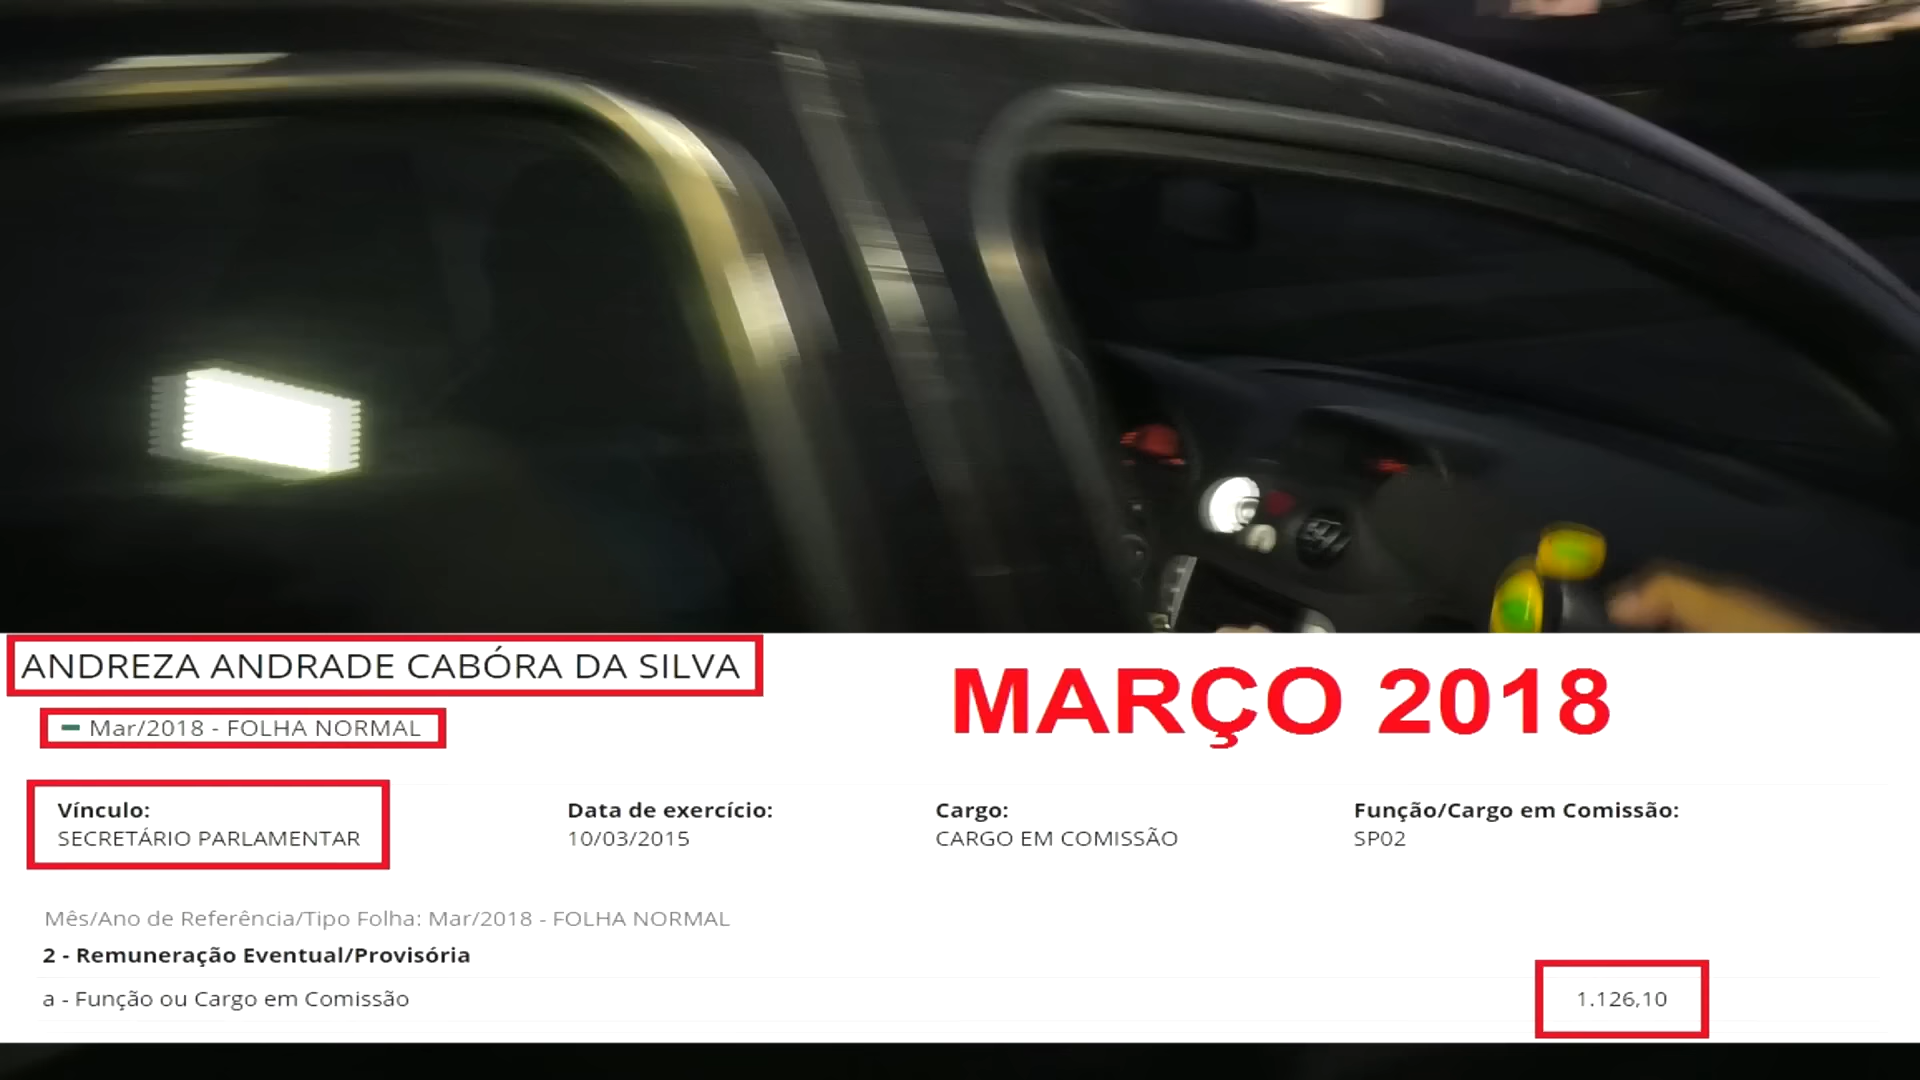 ANDREZA ANDRADE CABÓRA DA SILVA
MARÇO 2018
Mar/2018 - FOLHA NORMAL
Vínculo: Data de exercício: Cargo: Função/Cargo em Comissão:
SECRETÁRIO PARLAMENTAR 10/03/2015 CARGO EM COMISSÃO SP02
Mês/Ano de Referência/Tipo Folha: Mar/2018 - FOLHA NORMAL
2 - Remuneração Eventual/Provisória
a - Função ou Cargo em Comissão 1.126,10